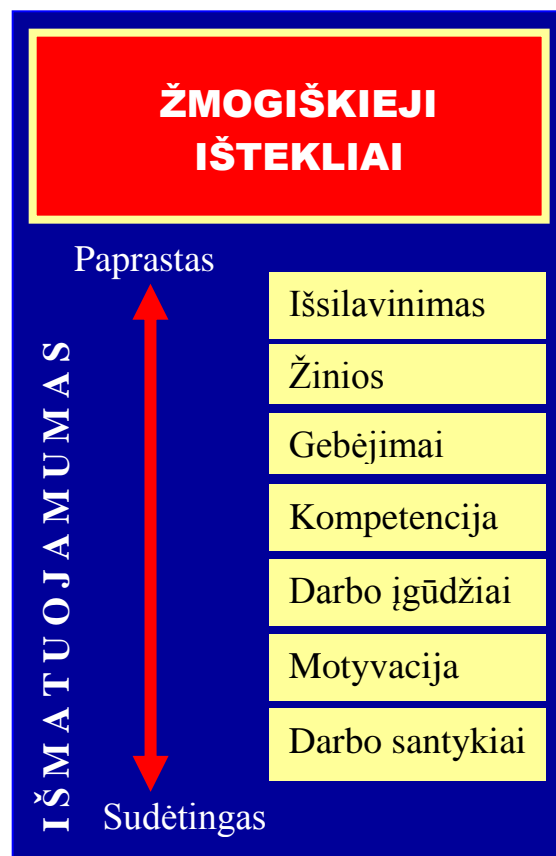 ŽMOGIŠKIEJI
IŠTEKLIAI
Paprastas
IŠMATUOJAMUMAS
Išsilavinimas
Žinios
Gebėjimai
Kompetencija
Darbo įgūdžiai
Motyvacija
Darbo santykiai
Sudėtingas